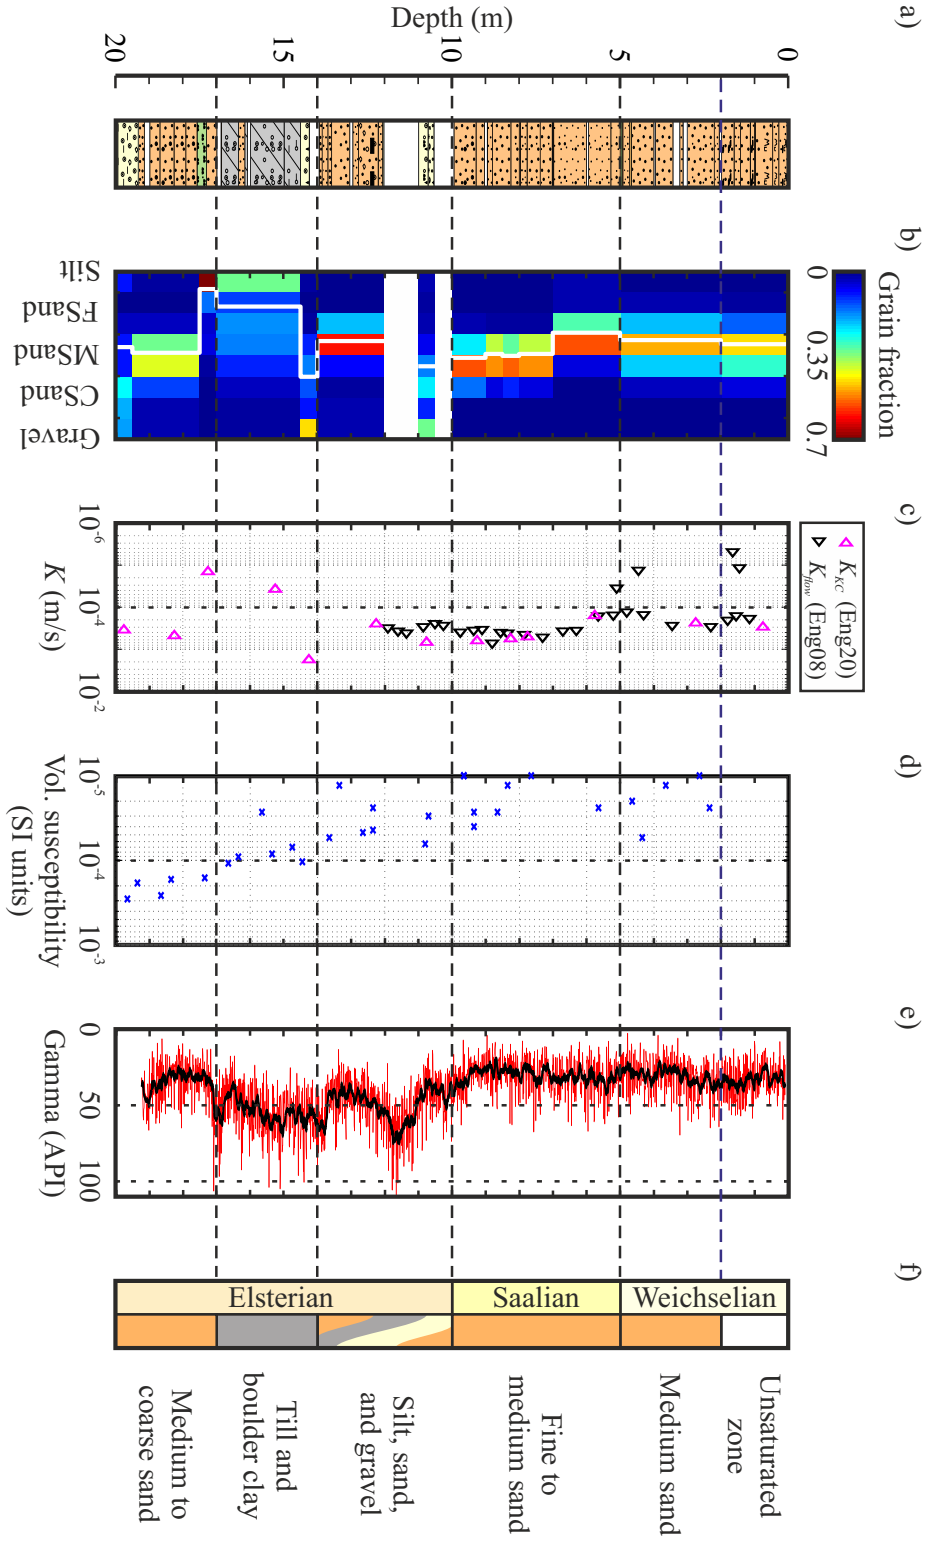 a)
Depth (m)
0
5
10
15
20
b)
Grain fraction
0
0.35
0.7
Silt
FSand
MSand
CSand
Gravel
c)
K_KC (Eng20)
K_flow (Eng08)
10^-6
10^-4
10^-2
K (m/s)
d)
10^-5
10^-4
10^-3
Vol. susceptibility
(SI units)
e)
0
50
100
Gamma (API)
f)
Weichselian
Saalian
Elsterian
Unsaturated
zone
Medium sand
Fine to
medium sand
Silt, sand,
and gravel
Till and
boulder clay
Medium to
coarse sand